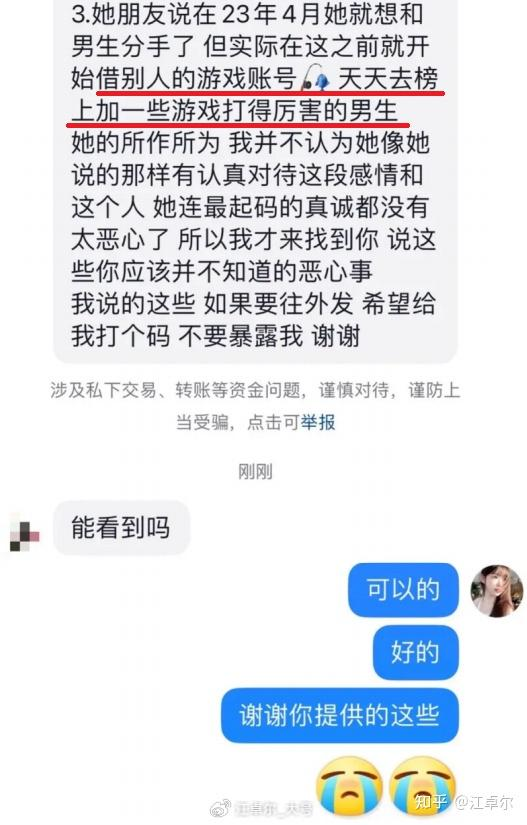 3.她朋友说在23年4月她就想和
男生分手了 但实际在这之前就开
始借别人的游戏账号🎣 天天去榜
上加一些游戏打得厉害的男生
她的所作所为 我并不认为她像她
说的那样有认真对待这段感情和
这个人 她连最起码的真诚都没有
太恶心了 所以我才来找到你 说这
些你应该并不知道的恶心事
我说的这些 如果要往外发 希望给
我打个码 不要暴露我 谢谢
涉及私下交易、转账等资金问题，谨慎对待，谨防上
当受骗，点击可举报
刚刚
能看到吗
可以的
好的
谢谢你提供的这些
😭😭
江卓尔_大号
知乎 @江卓尔